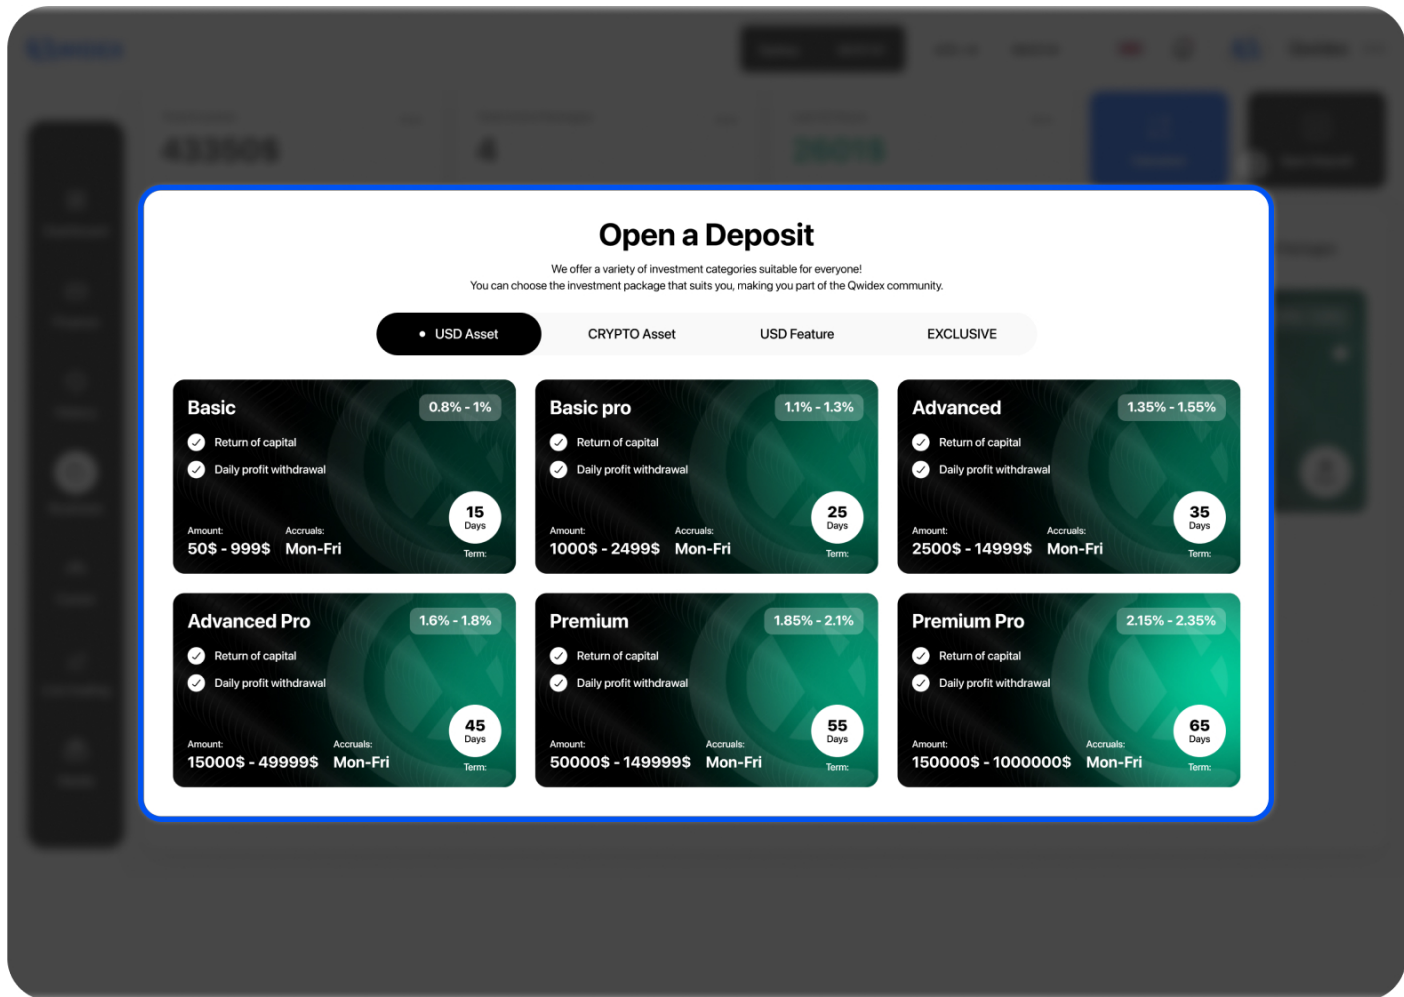 43350$
4
2601$
Open a Deposit
We offer a variety of investment categories suitable for everyone!
You can choose the investment package that suits you, making you part of the Qwidex community.
USD Asset
CRYPTO Asset
USD Feature
EXCLUSIVE
Basic
0.8% - 1%
Return of capital
Daily profit withdrawal
15
Days
Amount:
Accruals:
50$ - 999$
Mon-Fri
Term:
Basic pro
1.1% - 1.3%
Return of capital
Daily profit withdrawal
25
Days
Amount:
Accruals:
1000$ - 2499$
Mon-Fri
Term:
Advanced
1.35% - 1.55%
Return of capital
Daily profit withdrawal
35
Days
Amount:
Accruals:
2500$ - 14999$
Mon-Fri
Term:
Advanced Pro
1.6% - 1.8%
Return of capital
Daily profit withdrawal
45
Days
Amount:
Accruals:
15000$ - 49999$
Mon-Fri
Term:
Premium
1.85% - 2.1%
Return of capital
Daily profit withdrawal
55
Days
Amount:
Accruals:
50000$ - 149999$
Mon-Fri
Term:
Premium Pro
2.15% - 2.35%
Return of capital
Daily profit withdrawal
65
Days
Amount:
Accruals:
150000$ - 1000000$
Mon-Fri
Term: